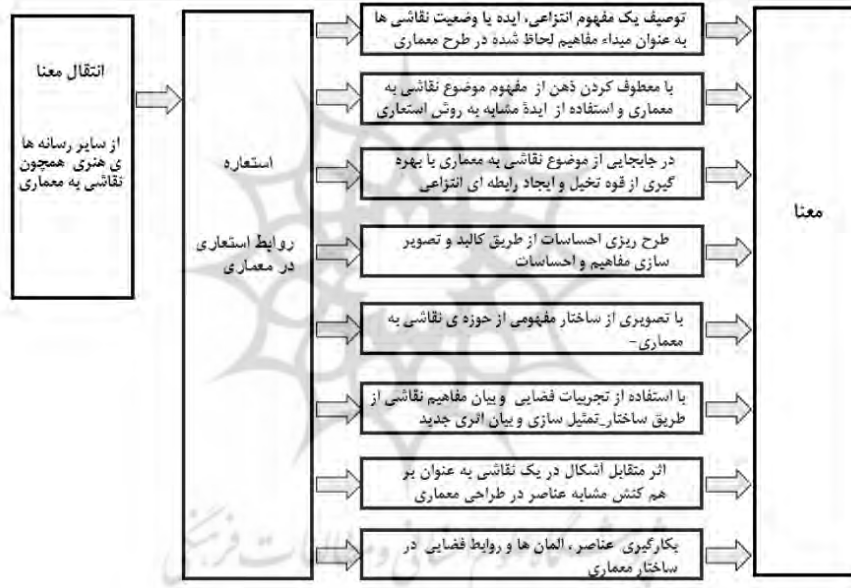 انتقال معنا
از سایر رسانه ها
ی هنری همچون
نقاشی به معماری
استعاره
روابط استعاری
در معماری
توصیف یک مفهوم انتزاعی، ایده یا وضعیت نقاشی ها
به عنوان مبداء مفاهیم لحاظ شده در طرح معماری
با معطوف کردن ذهن از مفهوم موضوع نقاشی به
معماری و استفاده از ایدهٔ مشابه به روش استعاری
در جابجایی از موضوع نقاشی به معماری با بهره
گیری از قوه تخیل و ایجاد رابطه ای انتزاعی
طرح ریزی احساسات از طریق کالبد و تصویر
سازی مفاهیم و احساسات
با تصویری از ساختار مفهومی از حوزه ی نقاشی به
معماری-
با استفاده از تجربیات فضایی و بیان مفاهیم نقاشی از
طریق ساختار_تمثیل سازی و بیان اثری جدید
اثر متقابل اشکال در یک نقاشی به عنوان بر
هم کنش مشابه عناصر در طراحی معماری
بکارگیری عناصر، المان ها و روابط فضایی در
ساختار معماری
معنا